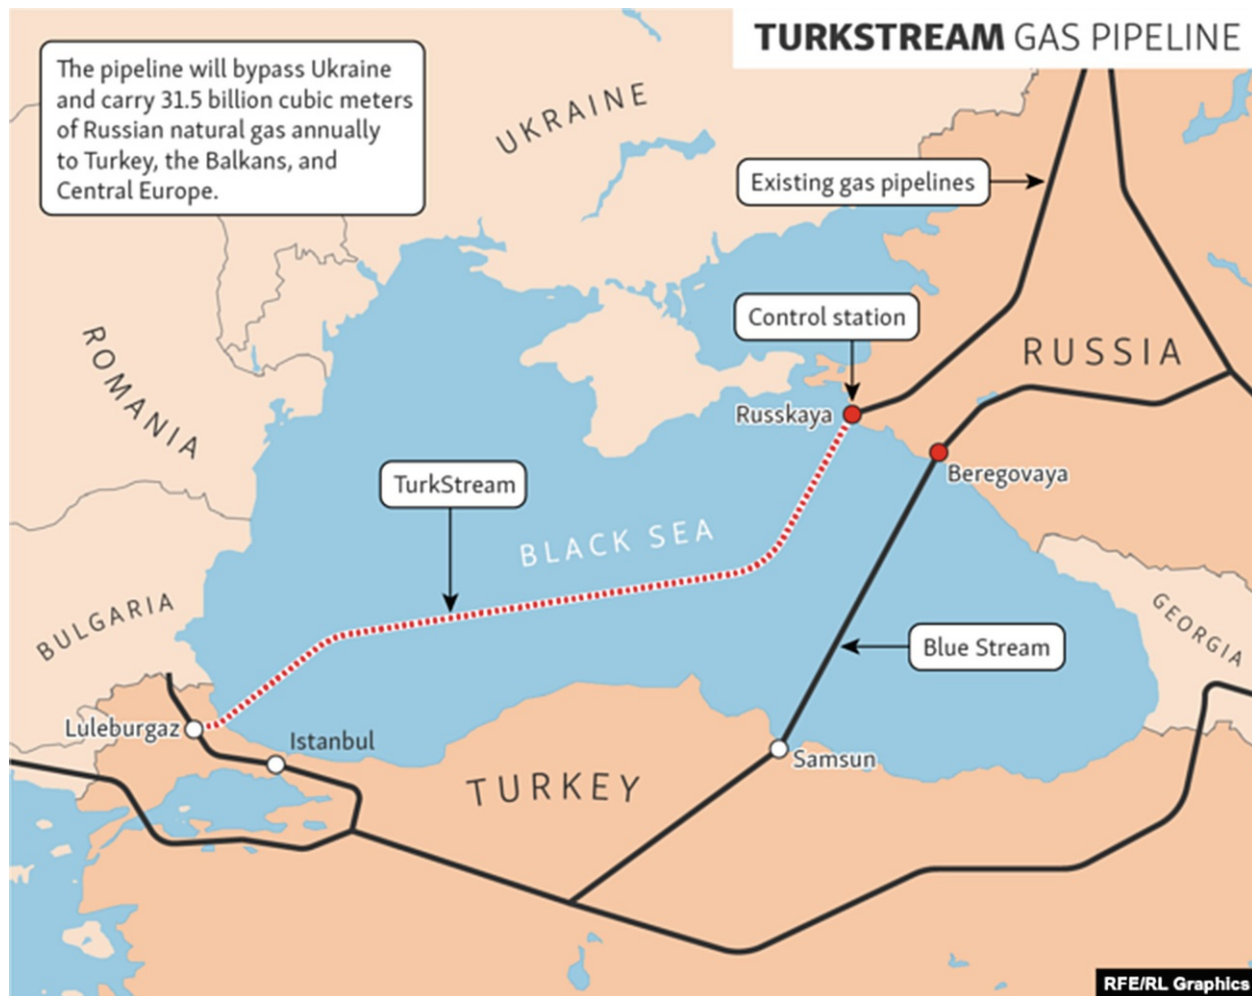 TURKSTREAM GAS PIPELINE
The pipeline will bypass Ukraine
and carry 31.5 billion cubic meters
of Russian natural gas annually
to Turkey, the Balkans, and
Central Europe.
UKRAINE
Existing gas pipelines
Control station
RUSSIA
ROMANIA
Russkaya
Beregovaya
TurkStream
BLACK SEA
BULGARIA
GEORGIA
Blue Stream
Luleburgaz
Istanbul
Samsun
TURKEY
RFE/RL Graphics